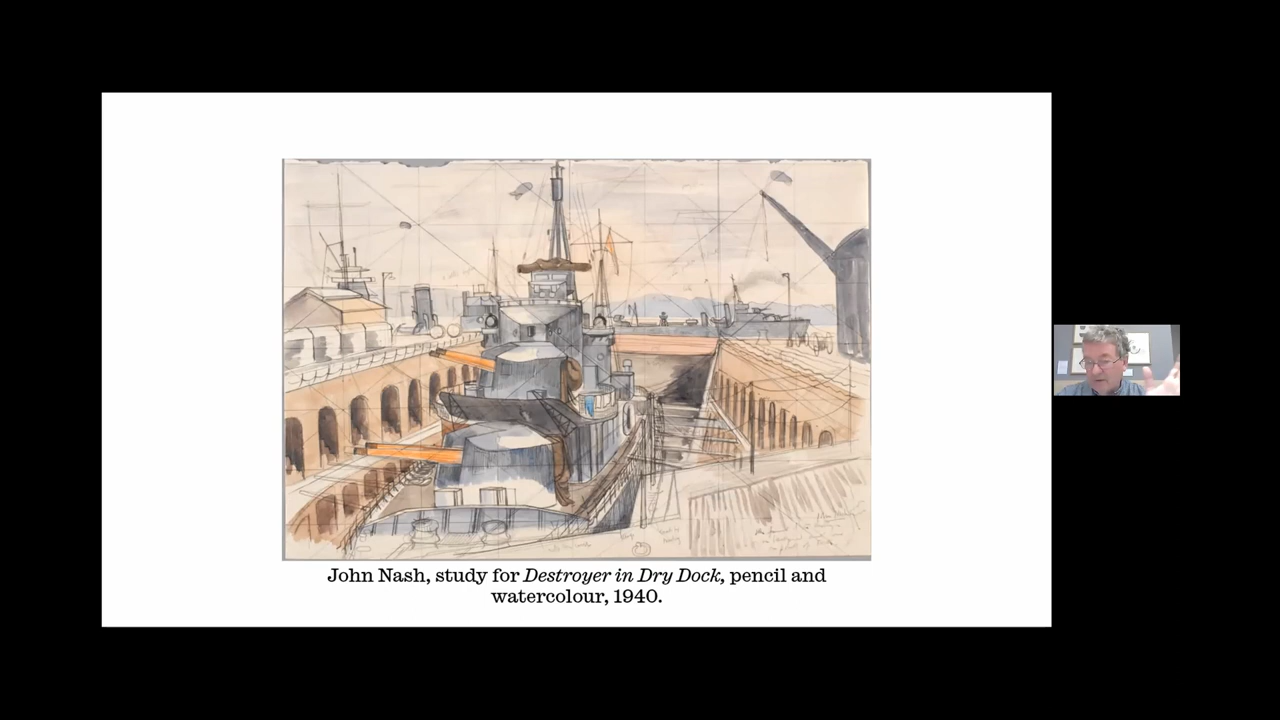 John Nash, study for Destroyer in Dry Dock, pencil and
watercolour, 1940.